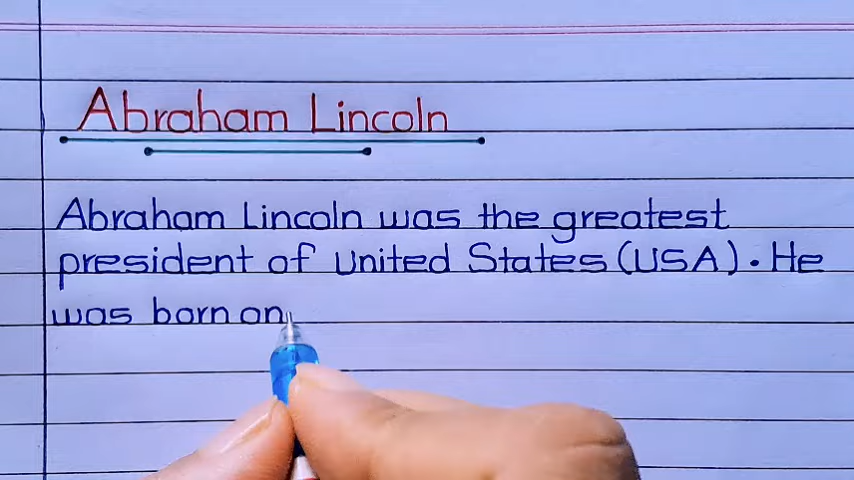 Abraham Lincoln
Abraham Lincoln was the greatest
president of United States (USA). He
was born on